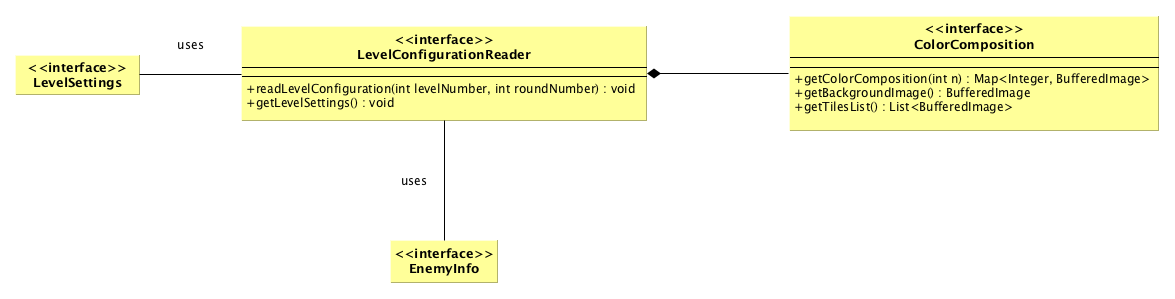 uses
<<interface>>
LevelSettings
<<interface>>
LevelConfigurationReader
+readLevelConfiguration(int levelNumber, int roundNumber) : void
+getLevelSettings() : void
<<interface>>
ColorComposition
+getColorComposition(int n) : Map<Integer, BufferedImage>
+getBackgroundImage() : BufferedImage
+getTilesList() : List<BufferedImage>
uses
<<interface>>
EnemyInfo